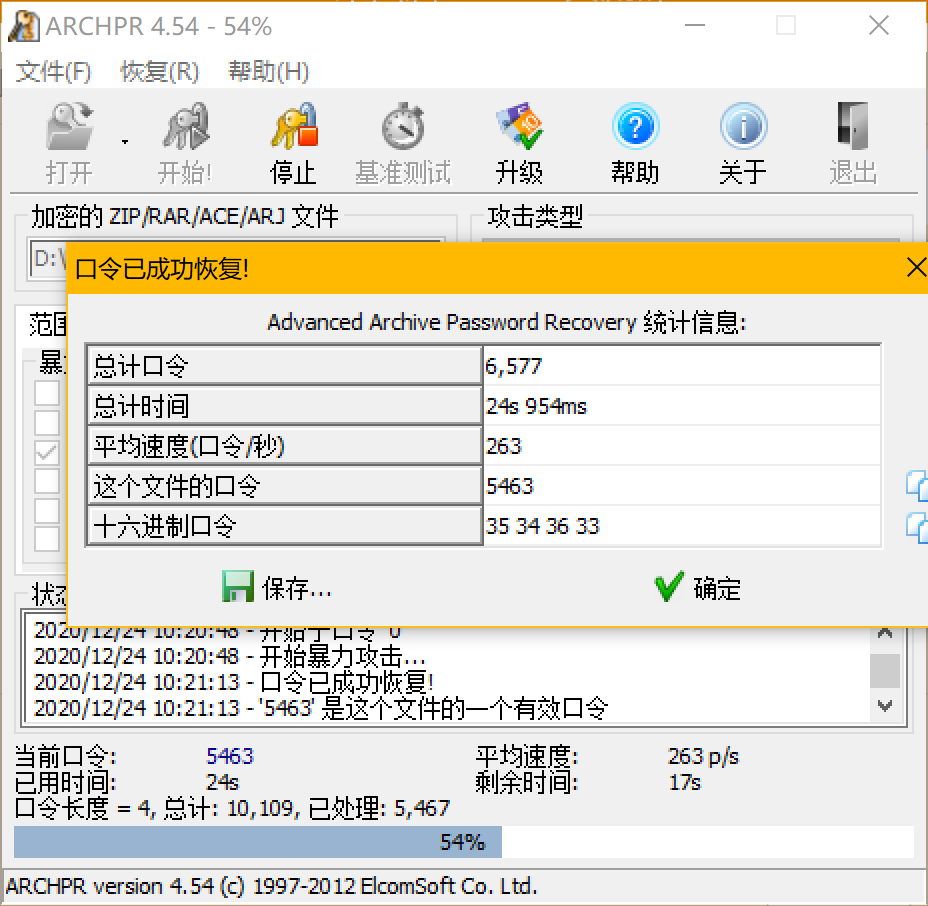 ARCHPR 4.54 - 54%
文件(F) 恢复(R) 帮助(H)
打开 开始! 停止 基准测试 升级 帮助 关于 退出
加密的 ZIP/RAR/ACE/ARJ 文件 攻击类型
D:\
口令已成功恢复!
范围
Advanced Archive Password Recovery 统计信息:
总计口令 6,577
总计时间 24s 954ms
平均速度(口令/秒) 263
这个文件的口令 5463
十六进制口令 35 34 36 33
保存... 确定
状态
2020/12/24 10:20:48 - 开始于口令 '0'
2020/12/24 10:20:48 - 开始暴力攻击...
2020/12/24 10:21:13 - 口令已成功恢复!
2020/12/24 10:21:13 - '5463' 是这个文件的一个有效口令
当前口令: 5463 平均速度: 263 p/s
已用时间: 24s 剩余时间: 17s
口令长度 = 4, 总计: 10,109, 已处理: 5,467
54%
ARCHPR version 4.54 (c) 1997-2012 ElcomSoft Co. Ltd.